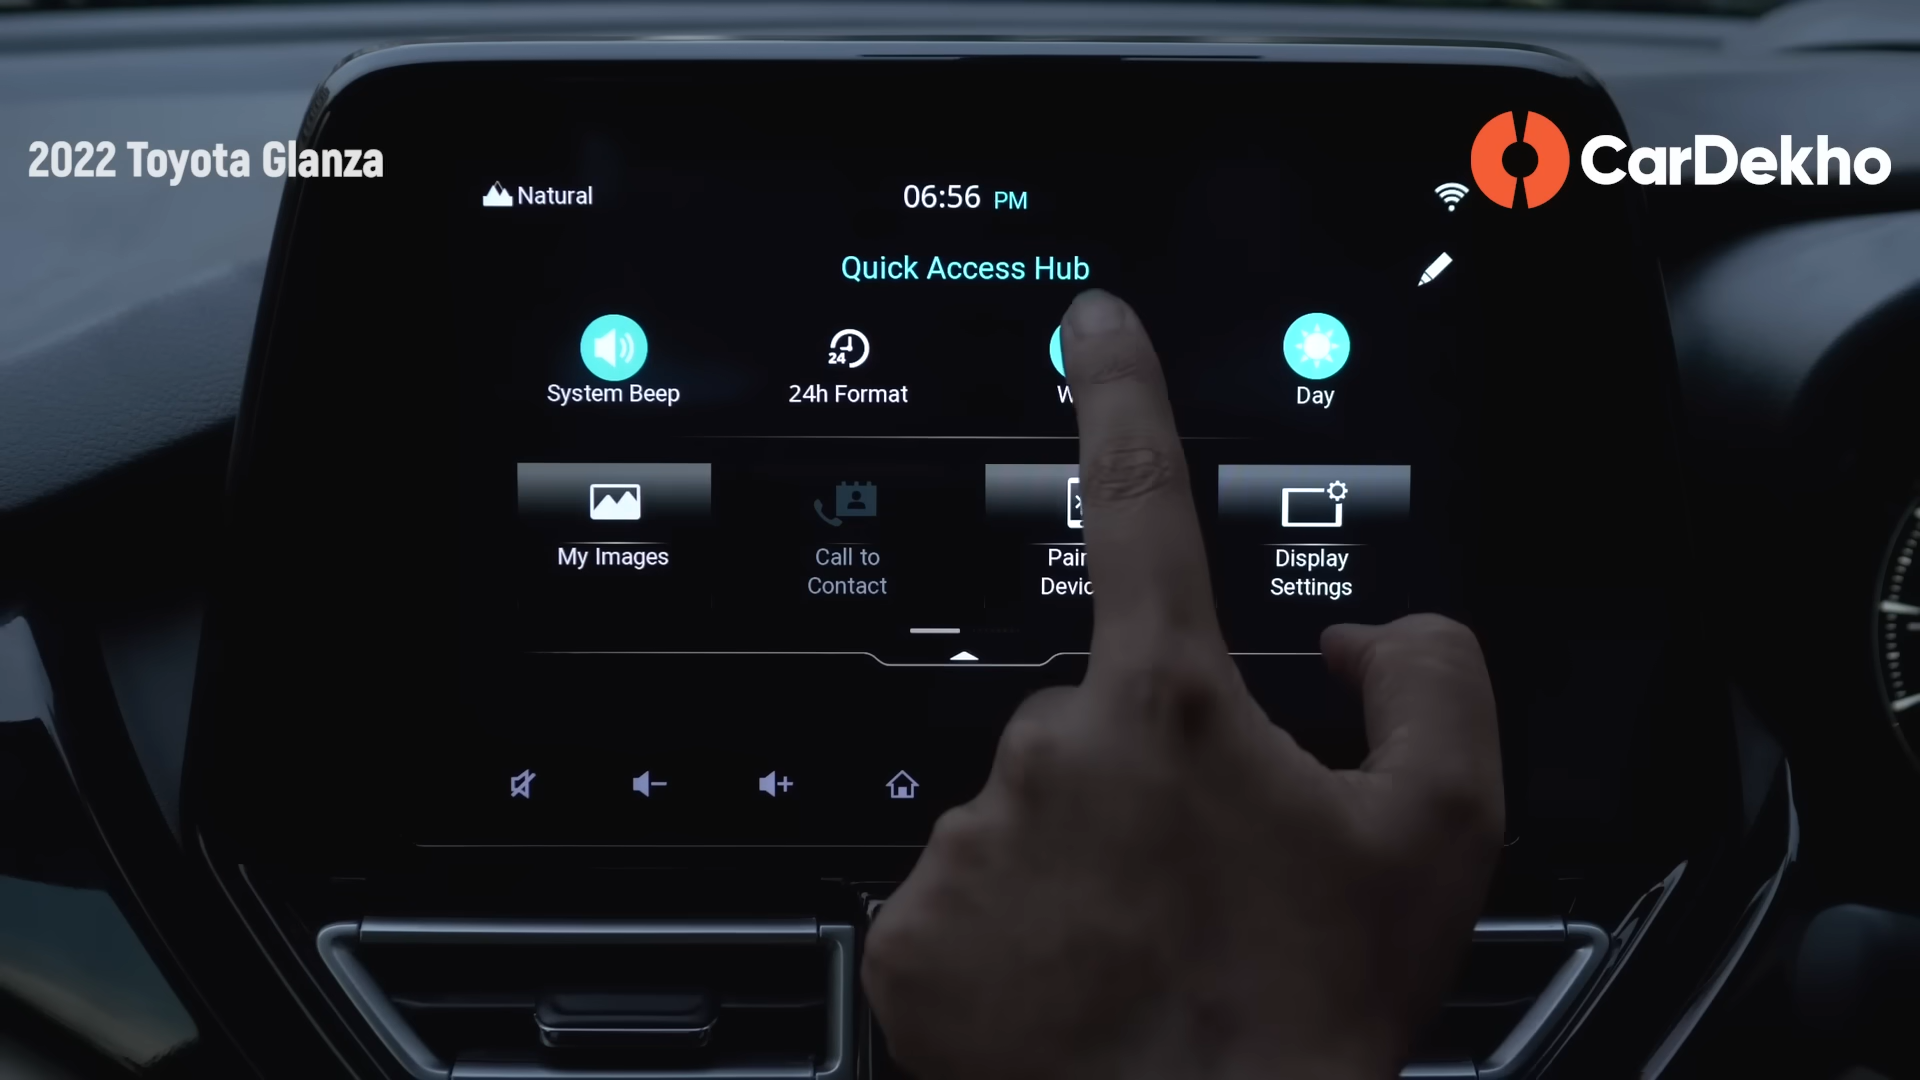 2022 Toyota Glanza
CarDekho
Natural
06:56 PM
Quick Access Hub
System Beep
24
24h Format
Day
My Images
Call to
Contact
Display
Settings